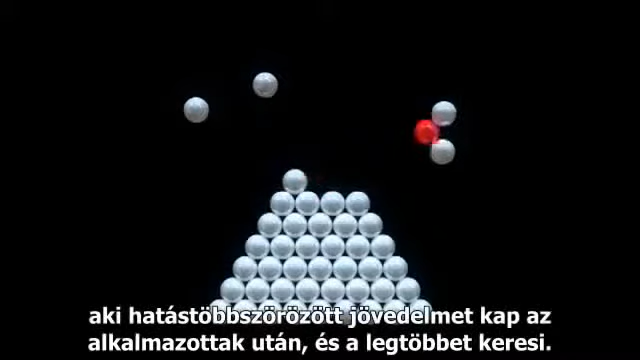 aki hatástöbbszörözött jövedelmet kap az
alkalmazottak után, és a legtöbbet keresi.